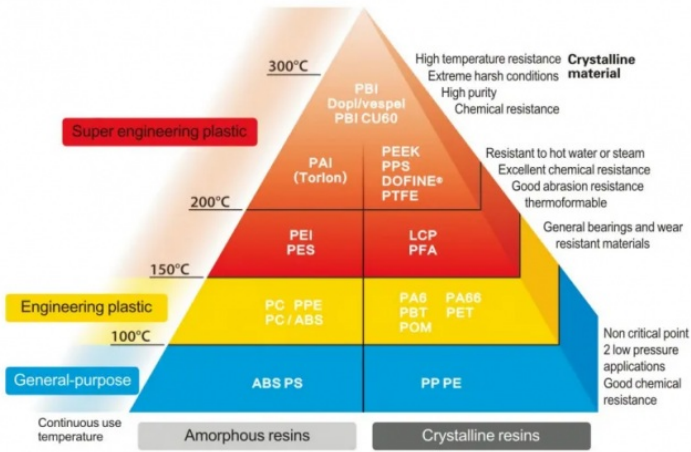 300°C
High temperature resistance
Crystalline
material
Extreme harsh conditions
High purity
Chemical resistance
PBI
Dopl/vespel
PBI CU60
Super engineering plastic
PAI
(Torlon)
PEEK
PPS
DOFINE®
PTFE
Resistant to hot water or steam
Excellent chemical resistance
Good abrasion resistance
thermoformable
200°C
PEI
PES
LCP
PFA
General bearings and wear
resistant materials
150°C
Engineering plastic
PC PPE
PC/ABS
PA6 PA66
PBT PET
POM
100°C
Non critical point
2 low pressure
applications
Good chemical
resistance
General-purpose
ABS PS
PP PE
Continuous use
temperature
Amorphous resins
Crystalline resins